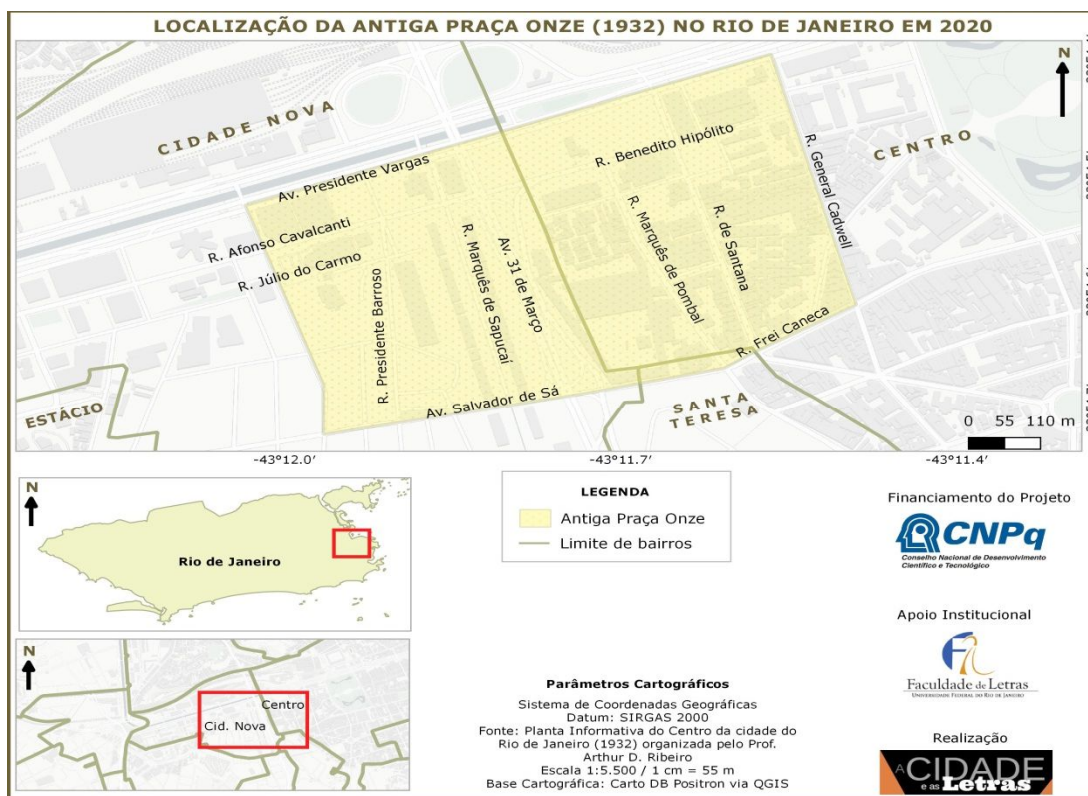 LOCALIZAÇÃO DA ANTIGA PRAÇA ONZE (1932) NO RIO DE JANEIRO EM 2020
N
CIDADE NOVA
CENTRO
R. Benedito Hipólito
R. General Cadwell
Av. Presidente Vargas
R. Afonso Cavalcanti
R. Júlio do Carmo
R. Presidente Barroso
R. Marquês de Sapucaí
Av. 31 de Março
R. Marquês de Pombal
R. de Santana
R. Frei Caneca
Av. Salvador de Sá
ESTÁCIO
SANTA
TERESA
0 55 110 m
-43°12.0'
-43°11.7'
-43°11.4'
N
Rio de Janeiro
N
Centro
Cid. Nova
LEGENDA
Antiga Praça Onze
Limite de bairros
Parâmetros Cartográficos
Sistema de Coordenadas Geográficas
Datum: SIRGAS 2000
Fonte: Planta Informativa do Centro da cidade do
Rio de Janeiro (1932) organizada pelo Prof.
Arthur D. Ribeiro
Escala 1:5.500 / 1 cm = 55 m
Base Cartográfica: Carto DB Positron via QGIS
Financiamento do Projeto
CNPq
Conselho Nacional de Desenvolvimento
Científico e Tecnológico
Apoio Institucional
Faculdade de Letras
UNIVERSIDADE FEDERAL DO RIO DE JANEIRO
Realização
A CIDADE
e as Letras